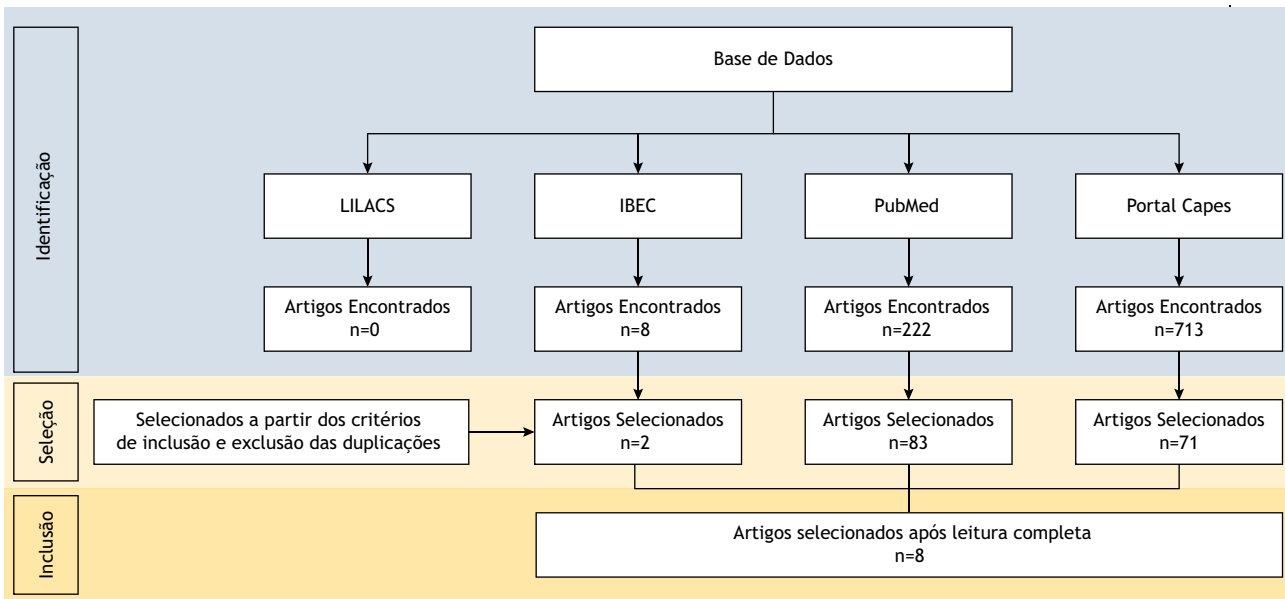 Identificação
Base de Dados
LILACS
IBEC
PubMed
Portal Capes
Artigos Encontrados
n=0
Artigos Encontrados
n=8
Artigos Encontrados
n=222
Artigos Encontrados
n=713
Seleção
Selecionados a partir dos critérios
de inclusão e exclusão das duplicações
Artigos Selecionados
n=2
Artigos Selecionados
n=83
Artigos Selecionados
n=71
Inclusão
Artigos selecionados após leitura completa
n=8